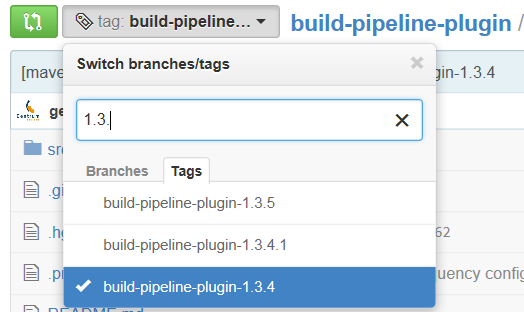 tag: build-pipeline... build-pipeline-plugin /
Switch branches/tags
[mave
gin-1.3.4
1.3.
ge
Branches Tags
src
build-pipeline-plugin-1.3.5
.gi
build-pipeline-plugin-1.3.4.1
.hg
62
build-pipeline-plugin-1.3.4
.pr
uency config
README.md